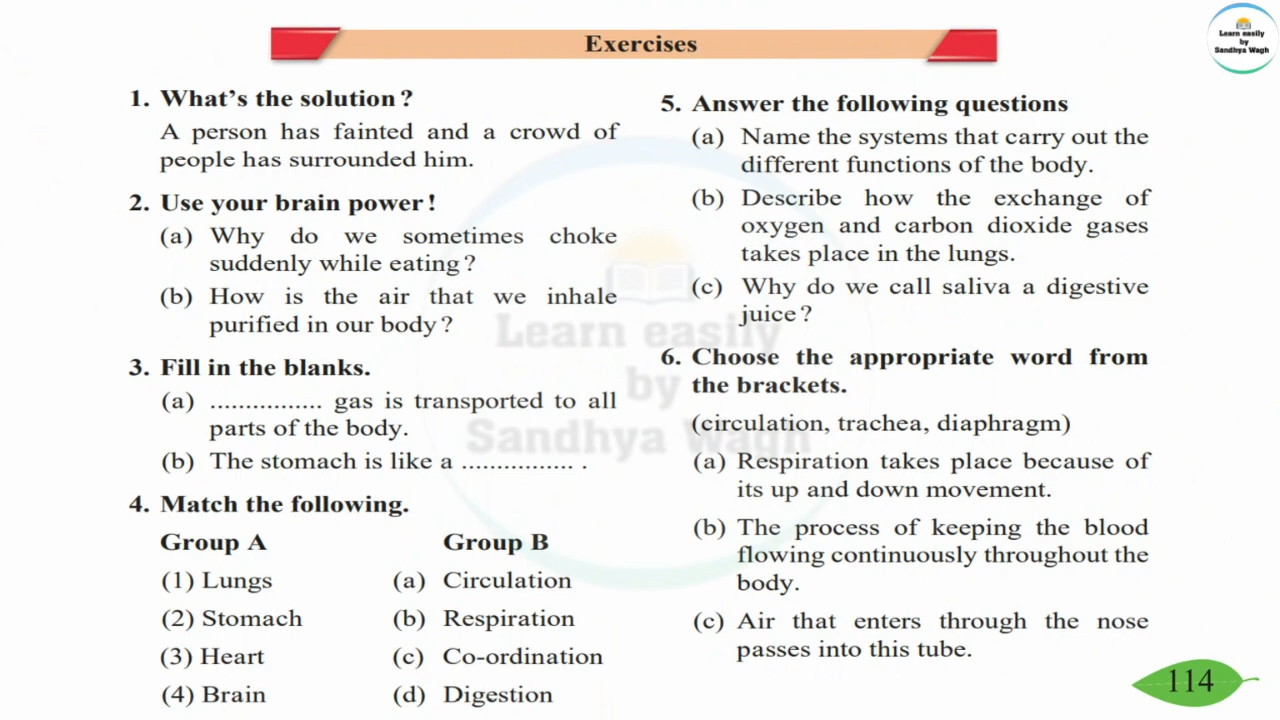 Exercises
Learn easily
by
Sandhya Wagh
1. What's the solution ?
A person has fainted and a crowd of
people has surrounded him.
2. Use your brain power !
(a) Why do we sometimes choke
suddenly while eating ?
(b) How is the air that we inhale
purified in our body ?
3. Fill in the blanks.
(a) ................ gas is transported to all
parts of the body.
(b) The stomach is like a ................ .
4. Match the following.
Group A Group B
(1) Lungs (a) Circulation
(2) Stomach (b) Respiration
(3) Heart (c) Co-ordination
(4) Brain (d) Digestion
5. Answer the following questions
(a) Name the systems that carry out the
different functions of the body.
(b) Describe how the exchange of
oxygen and carbon dioxide gases
takes place in the lungs.
(c) Why do we call saliva a digestive
juice ?
6. Choose the appropriate word from
the brackets.
(circulation, trachea, diaphragm)
(a) Respiration takes place because of
its up and down movement.
(b) The process of keeping the blood
flowing continuously throughout the
body.
(c) Air that enters through the nose
passes into this tube.
114
Learn easily
by
Sandhya Wagh